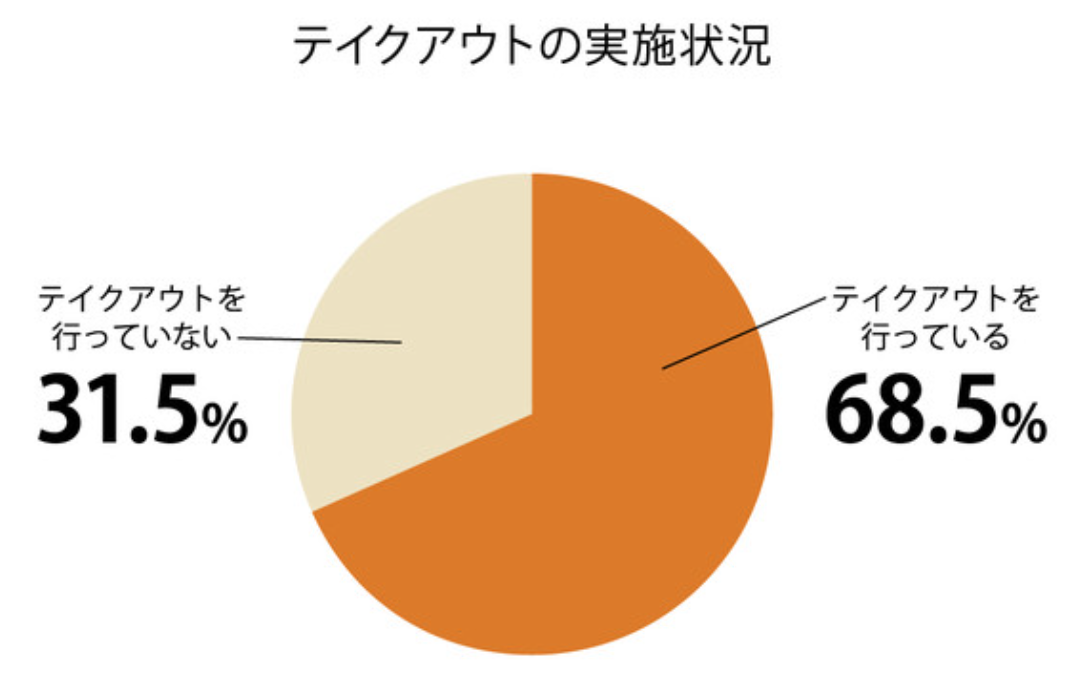 テイクアウトの実施状況
テイクアウトを
行っていない
31.5%
テイクアウトを
行っている
68.5%